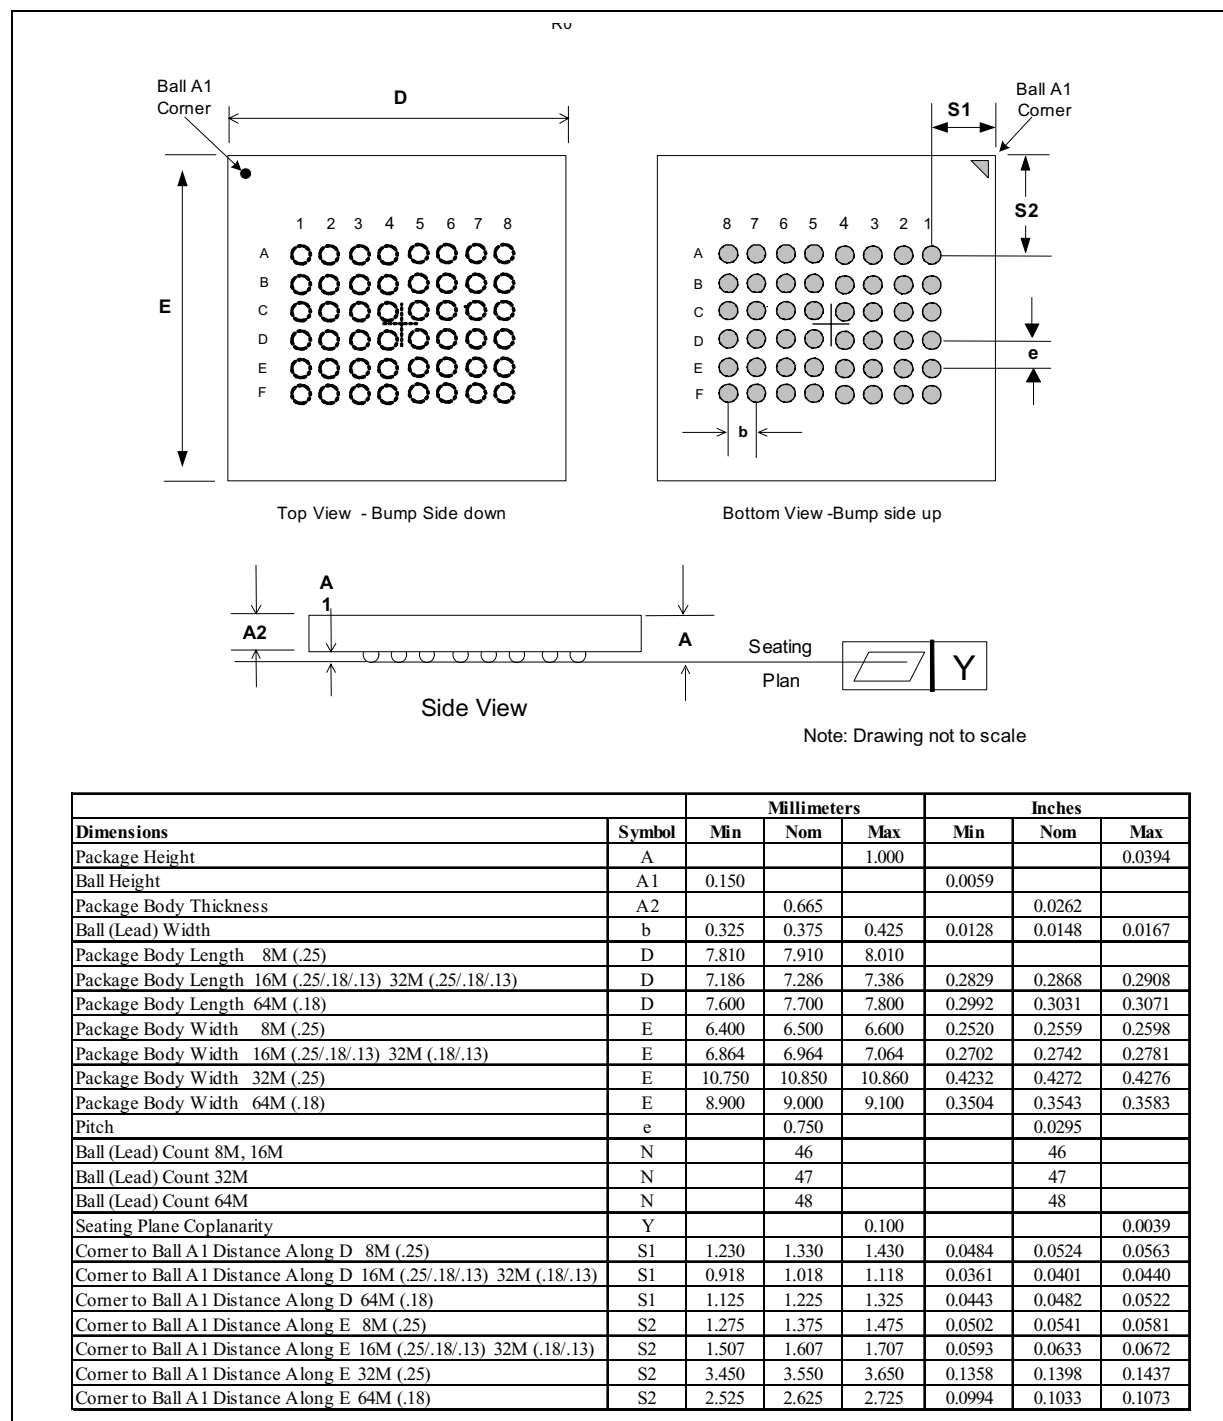 Ball A1
Corner
D
E
1 2 3 4 5 6 7 8
A
B
C
D
E
F
Top View - Bump Side down
S1
Ball A1
Corner
S2
8 7 6 5 4 3 2 1
A
B
C
D
E
F
e
b
Bottom View -Bump side up
A
1
A2
A
Side View
Seating
Plan
Y
Note: Drawing not to scale
Millimeters Inches
Dimensions Symbol Min Nom Max Min Nom Max
Package Height A 1.000 0.0394
Ball Height A1 0.150 0.0059
Package Body Thickness A2 0.665 0.0262
Ball (Lead) Width b 0.325 0.375 0.425 0.0128 0.0148 0.0167
Package Body Length 8M (.25) D 7.810 7.910 8.010
Package Body Length 16M (.25/.18/.13) 32M (.25/.18/.13) D 7.186 7.286 7.386 0.2829 0.2868 0.2908
Package Body Length 64M (.18) D 7.600 7.700 7.800 0.2992 0.3031 0.3071
Package Body Width 8M (.25) E 6.400 6.500 6.600 0.2520 0.2559 0.2598
Package Body Width 16M (.25/.18/.13) 32M (.18/.13) E 6.864 6.964 7.064 0.2702 0.2742 0.2781
Package Body Width 32M (.25) E 10.750 10.850 10.860 0.4232 0.4272 0.4276
Package Body Width 64M (.18) E 8.900 9.000 9.100 0.3504 0.3543 0.3583
Pitch e 0.750 0.0295
Ball (Lead) Count 8M, 16M N 46 46
Ball (Lead) Count 32M N 47 47
Ball (Lead) Count 64M N 48 48
Seating Plane Coplanarity Y 0.100 0.0039
Corner to Ball A1 Distance Along D 8M (.25) S1 1.230 1.330 1.430 0.0484 0.0524 0.0563
Corner to Ball A1 Distance Along D 16M (.25/.18/.13) 32M (.18/.13) S1 0.918 1.018 1.118 0.0361 0.0401 0.0440
Corner to Ball A1 Distance Along D 64M (.18) S1 1.125 1.225 1.325 0.0443 0.0482 0.0522
Corner to Ball A1 Distance Along E 8M (.25) S2 1.275 1.375 1.475 0.0502 0.0541 0.0581
Corner to Ball A1 Distance Along E 16M (.25/.18/.13) 32M (.18/.13) S2 1.507 1.607 1.707 0.0593 0.0633 0.0672
Corner to Ball A1 Distance Along E 32M (.25) S2 3.450 3.550 3.650 0.1358 0.1398 0.1437
Corner to Ball A1 Distance Along E 64M (.18) S2 2.525 2.625 2.725 0.0994 0.1033 0.1073